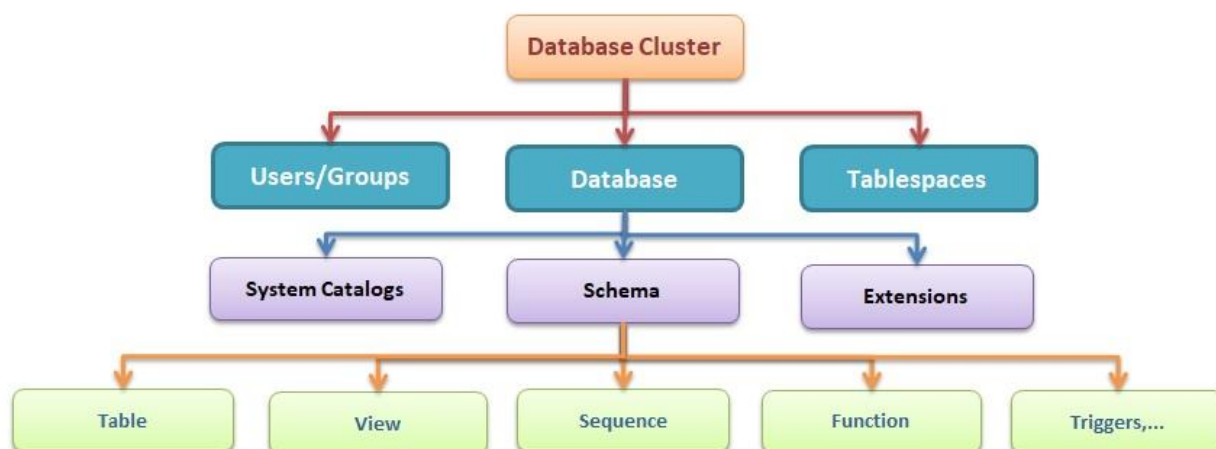 Database Cluster
Users/Groups
Database
Tablespaces
System Catalogs
Schema
Extensions
Table
View
Sequence
Function
Triggers,...